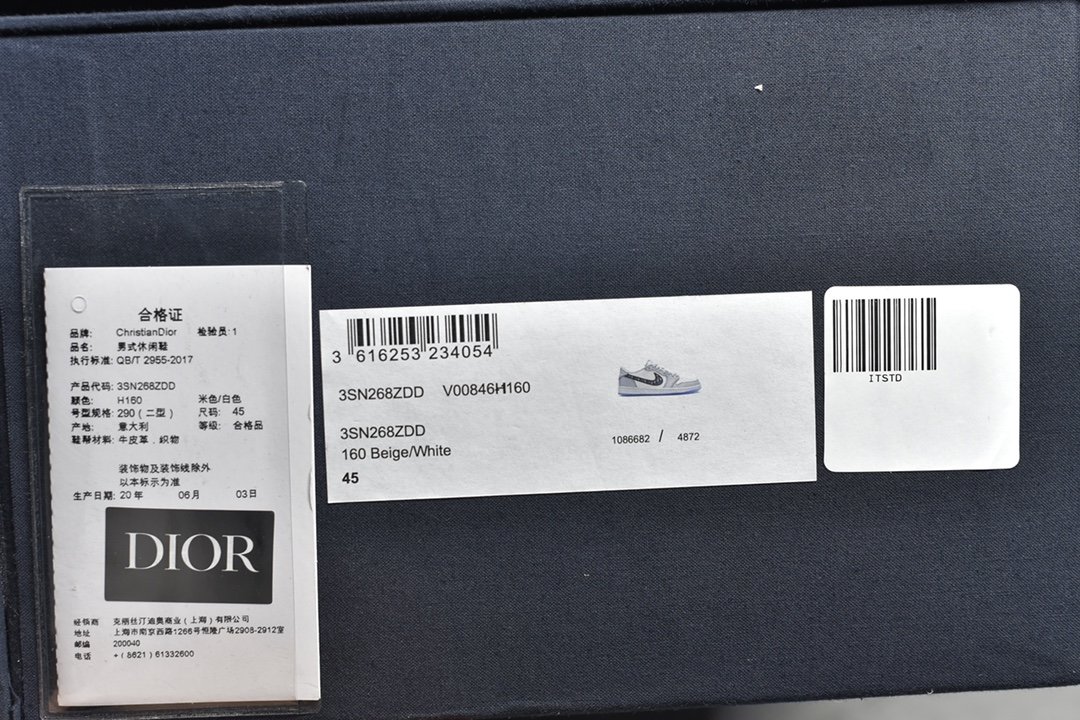 合格证
品牌: ChristianDior 检验员: 1
品名: 男式休闲鞋
执行标准: QB/T 2955-2017
产品代码: 3SN268ZDD
颜色: H160 米色/白色
号型规格: 290 (二型) 尺码: 45
产地: 意大利 等级: 合格品
鞋帮材料: 牛皮革, 织物
装饰物及装饰线除外
以本标示为准
生产日期: 20 年 06月 03日
DIOR
经销商 克丽丝汀迪奥商业 (上海) 有限公司
地址 上海市南京西路1266号恒隆广场2908-2912室
邮编 200040
电话 + ( 8621 ) 61332600
3 616253 234054
3SN268ZDD V00846H160
3SN268ZDD
160 Beige/White
45
1086682 / 4872
ITSTD